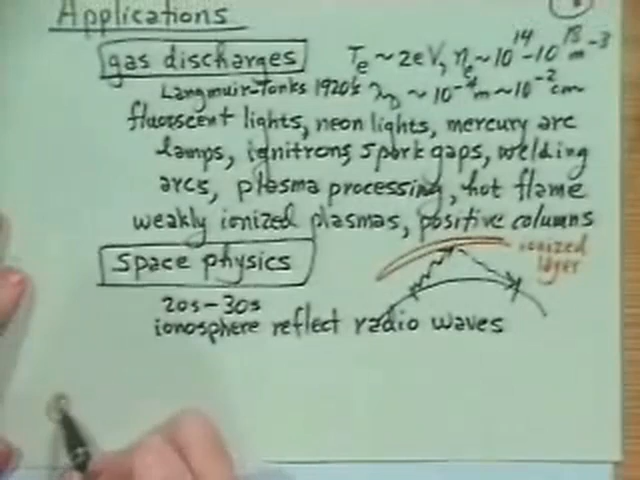 Applications
gas discharges Te ~ 2eV, ne ~ 10^14 - 10^18 m^-3
Langmuir-Tonks 1920's λD ~ 10^-4 m ~ 10^-2 cm
fluorscent lights, neon lights, mercury arc
lamps, ignitrons, spark gaps, welding
arcs, plasma processing, hot flame
weakly ionized plasmas, positive columns
space physics
ionized
layer
20s - 30s
ionosphere reflect radio waves